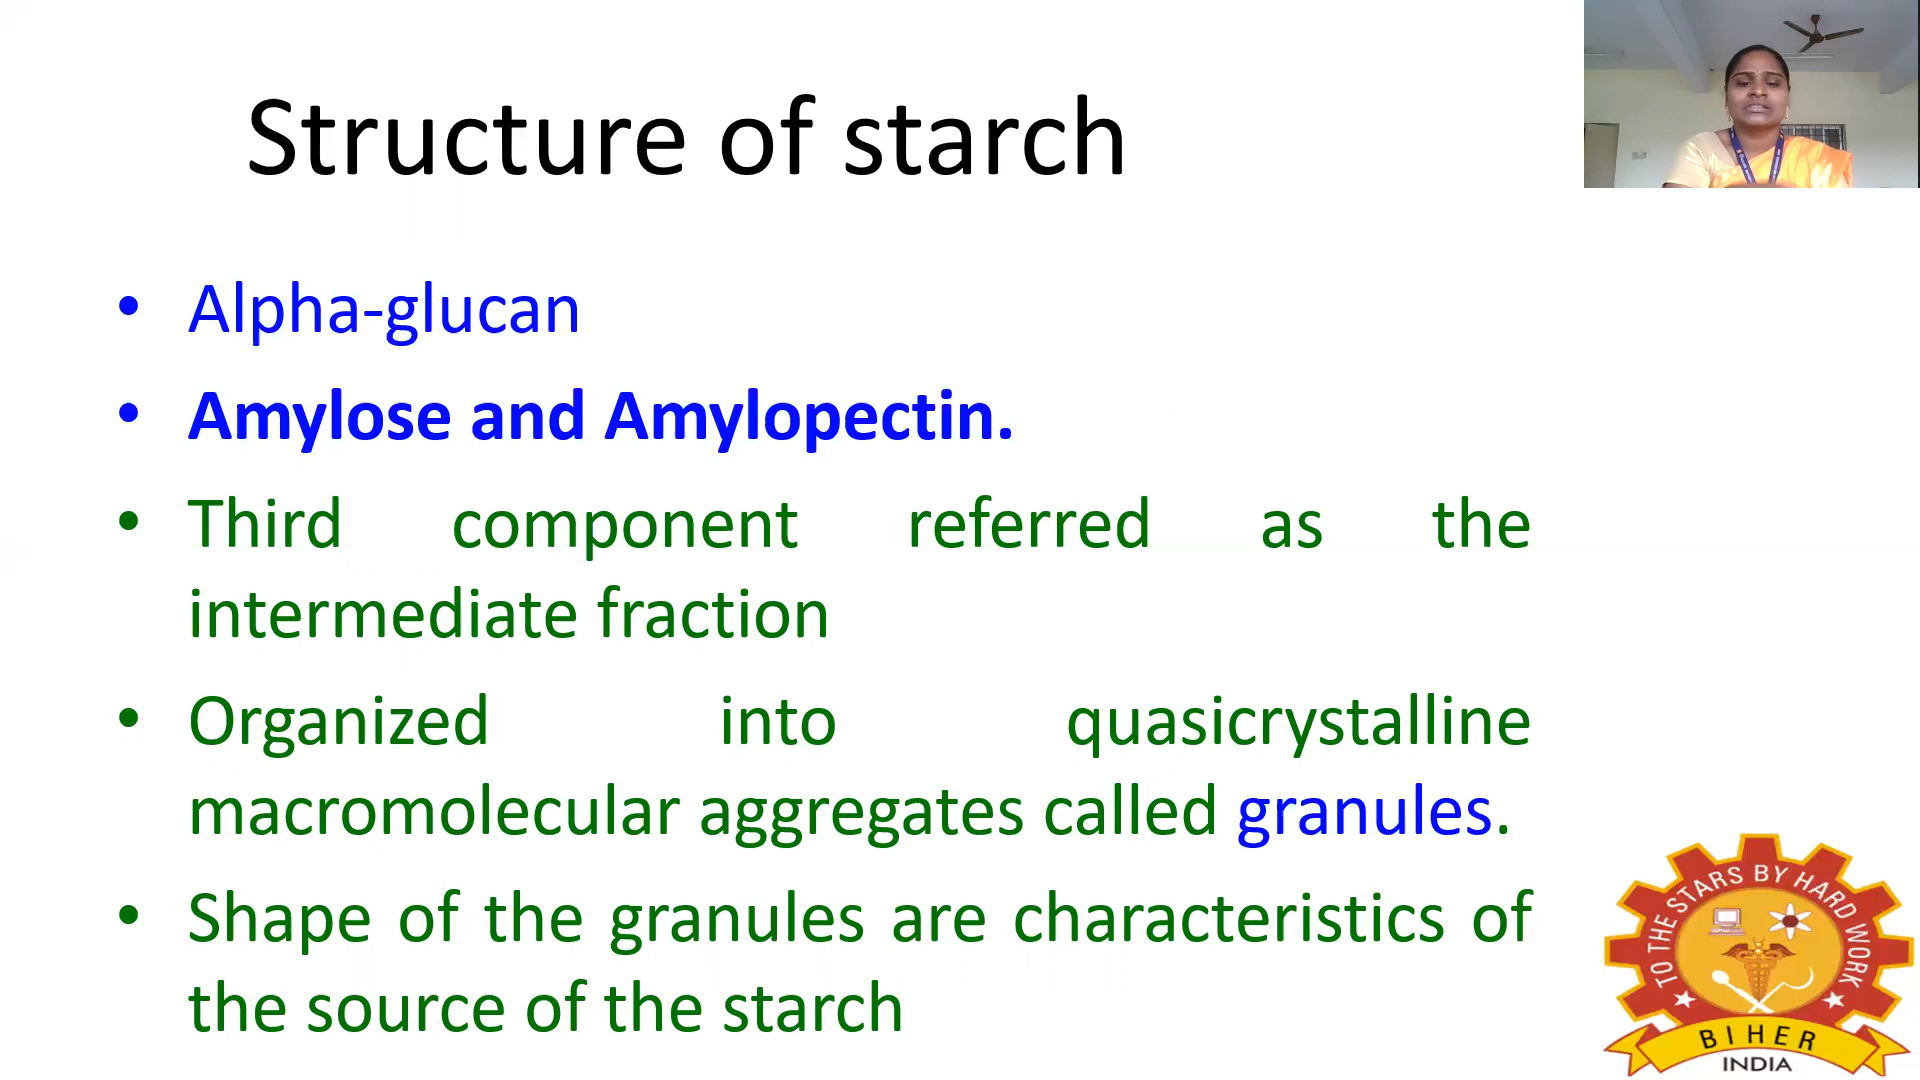 Structure of starch
• Alpha-glucan
• Amylose and Amylopectin.
• Third component referred as the
intermediate fraction
• Organized into quasicrystalline
macromolecular aggregates called granules.
• Shape of the granules are characteristics of
the source of the starch
TO THE STARS BY HARD WORK
BIHER
INDIA